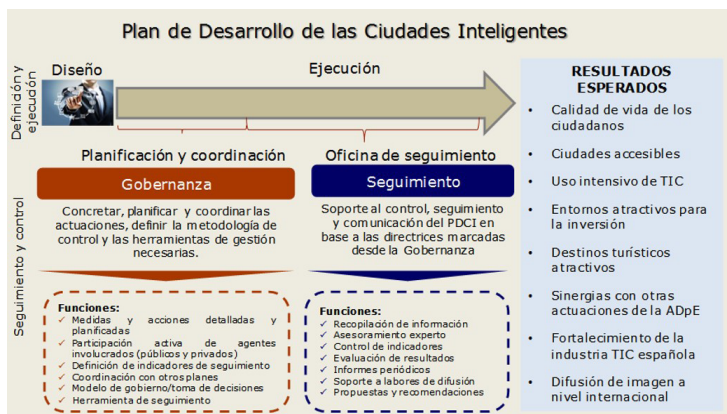 Plan de Desarrollo de las Ciudades Inteligentes
Definición y
ejecución
Diseño
Ejecución
Planificación y coordinación
Oficina de seguimiento
Seguimiento y control
Gobernanza
Concretar, planificar y coordinar las
actuaciones, definir la metodología de
control y las herramientas de gestión
necesarias.
Funciones:
✓ Medidas y acciones detalladas y
planificadas
✓ Participación activa de agentes
involucrados (públicos y privados)
✓ Definición de indicadores de seguimiento
✓ Coordinación con otros planes
✓ Modelo de gobierno/toma de decisiones
✓ Herramienta de seguimiento
Seguimiento
Soporte al control, seguimiento
y comunicación del PDCI en
base a las directrices marcadas
desde la Gobernanza
Funciones:
✓ Recopilación de información
✓ Asesoramiento experto
✓ Control de indicadores
✓ Evaluación de resultados
✓ Informes periódicos
✓ Soporte a labores de difusión
✓ Propuestas y recomendaciones
RESULTADOS
ESPERADOS
• Calidad de vida de los
ciudadanos
• Ciudades accesibles
• Uso intensivo de TIC
• Entornos atractivos para
la inversión
• Destinos turísticos
atractivos
• Sinergias con otras
actuaciones de la ADpE
• Fortalecimiento de la
industria TIC española
• Difusión de imagen a
nivel internacional